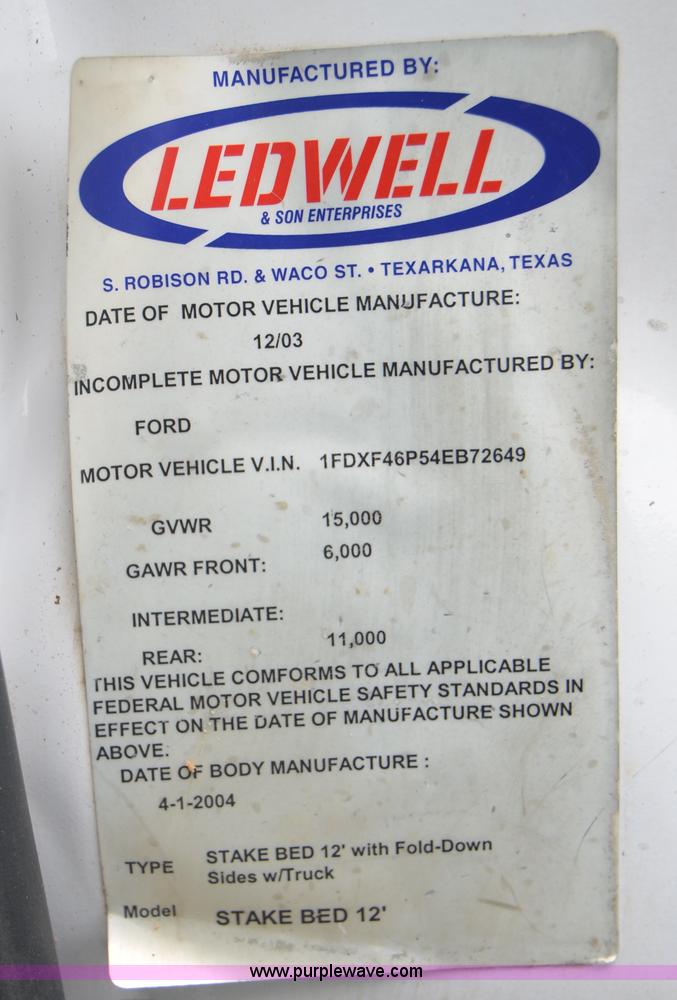 MANUFACTURED BY:
LEDWELL
& SON ENTERPRISES
S. ROBISON RD. & WACO ST. • TEXARKANA, TEXAS
DATE OF MOTOR VEHICLE MANUFACTURE:
12/03
INCOMPLETE MOTOR VEHICLE MANUFACTURED BY:
FORD
MOTOR VEHICLE V.I.N. 1FDXF46P54EB72649
GVWR 15,000
GAWR FRONT: 6,000
INTERMEDIATE:
REAR: 11,000
THIS VEHICLE COMFORMS TO ALL APPLICABLE
FEDERAL MOTOR VEHICLE SAFETY STANDARDS IN
EFFECT ON THE DATE OF MANUFACTURE SHOWN
ABOVE.
DATE OF BODY MANUFACTURE :
4-1-2004
TYPE STAKE BED 12' with Fold-Down
Sides w/Truck
Model STAKE BED 12'
www.purplewave.com